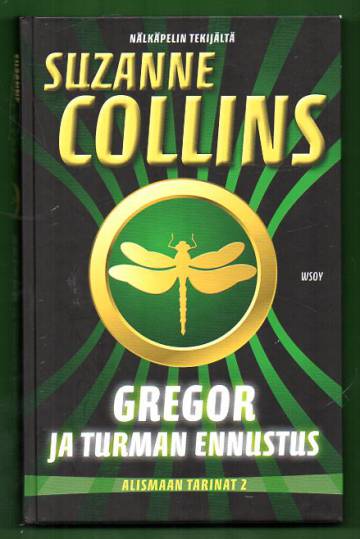 NÄLKÄPELIN TEKIJÄLTÄ
SUZANNE
COLLINS
WSOY
GREGOR
JA TURMAN ENNUSTUS
ALISMAAN TARINAT 2